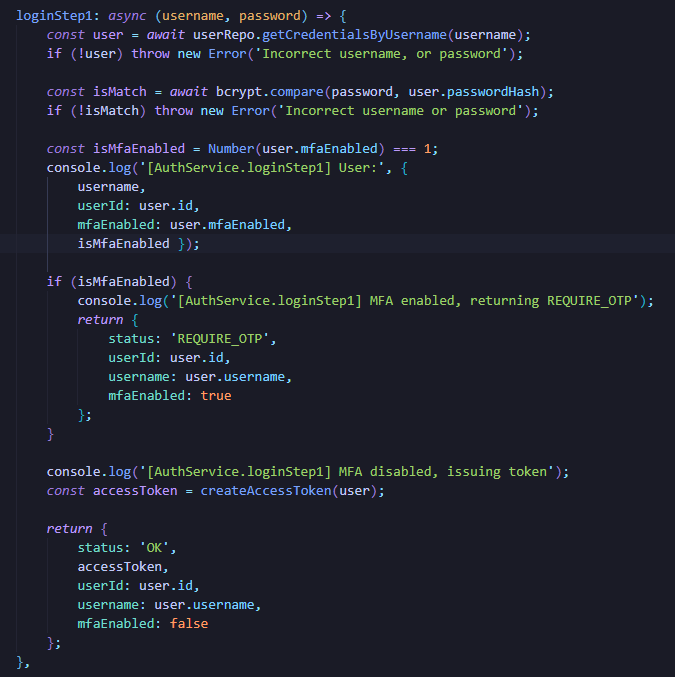 loginStep1: async (username, password) => {
    const user = await userRepo.getCredentialsByUsername(username);
    if (!user) throw new Error('Incorrect username, or password');

    const isMatch = await bcrypt.compare(password, user.passwordHash);
    if (!isMatch) throw new Error('Incorrect username or password');

    const isMfaEnabled = Number(user.mfaEnabled) === 1;
    console.log('[AuthService.loginStep1] User:', {
        username,
        userId: user.id,
        mfaEnabled: user.mfaEnabled,
        isMfaEnabled });

    if (isMfaEnabled) {
        console.log('[AuthService.loginStep1] MFA enabled, returning REQUIRE_OTP');
        return {
            status: 'REQUIRE_OTP',
            userId: user.id,
            username: user.username,
            mfaEnabled: true
        };
    }

    console.log('[AuthService.loginStep1] MFA disabled, issuing token');
    const accessToken = createAccessToken(user);

    return {
        status: 'OK',
        accessToken,
        userId: user.id,
        username: user.username,
        mfaEnabled: false
    };
},